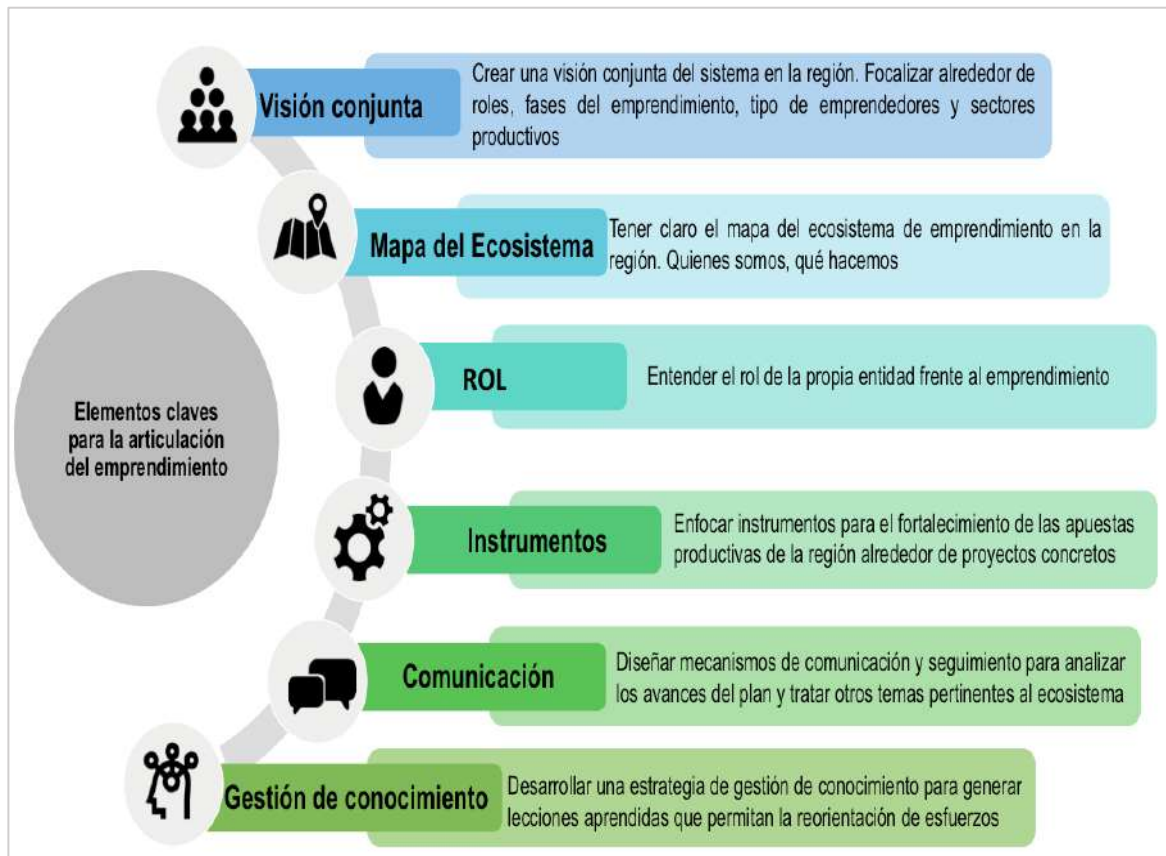 Visión conjunta
Crear una visión conjunta del sistema en la región. Focalizar alrededor de
roles, fases del emprendimiento, tipo de emprendedores y sectores
productivos
Mapa del Ecosistema
Tener claro el mapa del ecosistema de emprendimiento en la
región. Quienes somos, qué hacemos
ROL
Entender el rol de la propia entidad frente al emprendimiento
Elementos claves
para la articulación
del emprendimiento
Instrumentos
Enfocar instrumentos para el fortalecimiento de las apuestas
productivas de la región alrededor de proyectos concretos
Comunicación
Diseñar mecanismos de comunicación y seguimiento para analizar
los avances del plan y tratar otros temas pertinentes al ecosistema
Gestión de conocimiento
Desarrollar una estrategia de gestión de conocimiento para generar
lecciones aprendidas que permitan la reorientación de esfuerzos